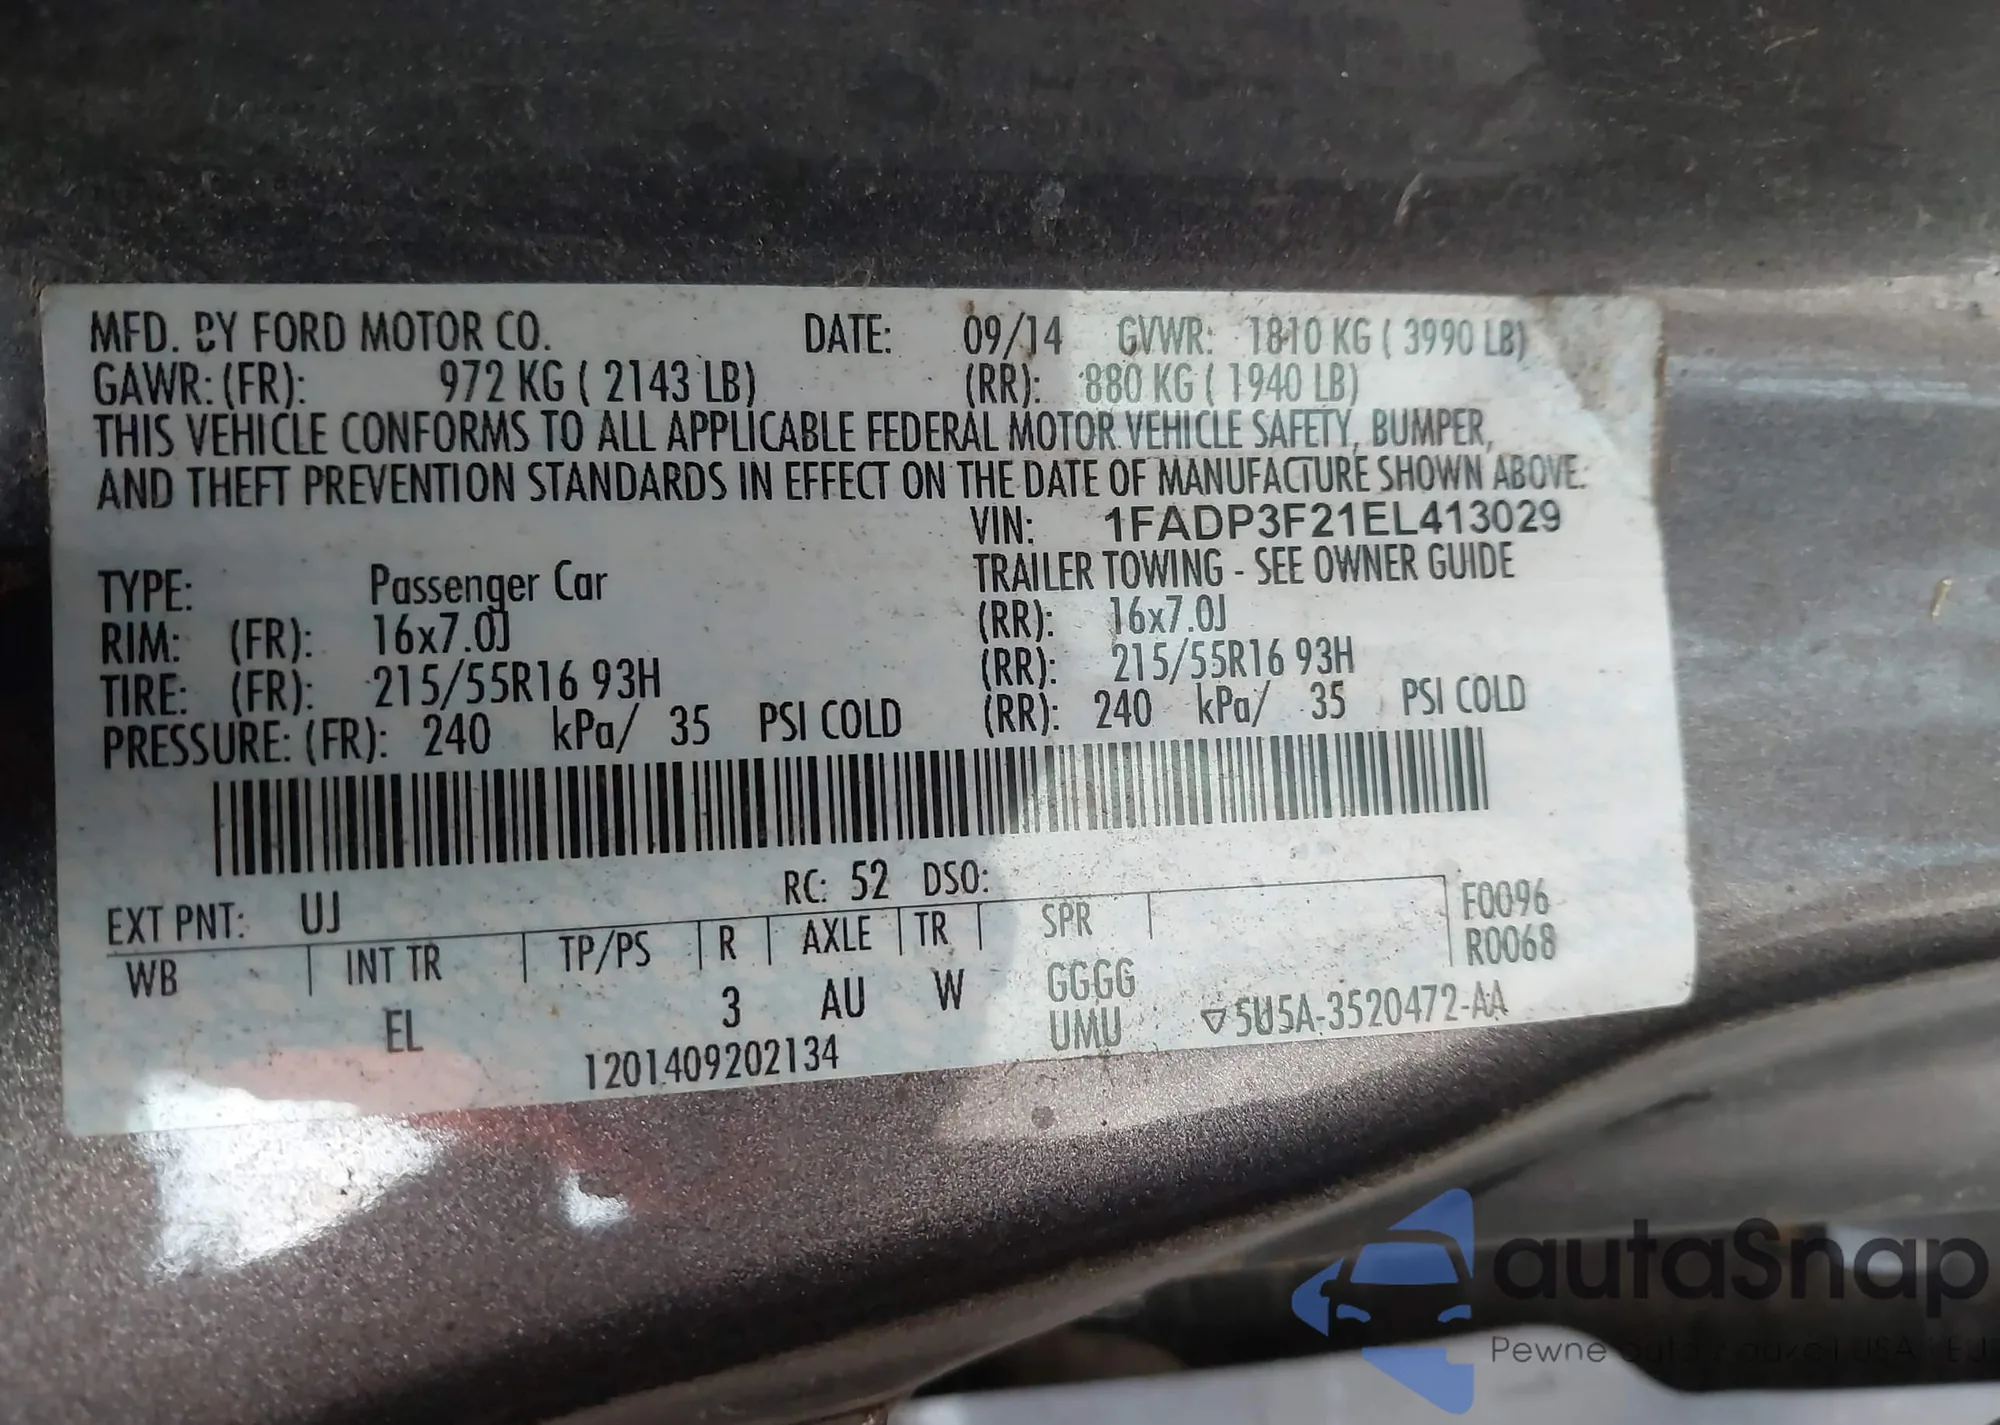 MFD. BY FORD MOTOR CO. DATE: 09/14 GVWR: 1810 KG ( 3990 LB)
GAWR: (FR): 972 KG ( 2143 LB) (RR): 880 KG ( 1940 LB)
THIS VEHICLE CONFORMS TO ALL APPLICABLE FEDERAL MOTOR VEHICLE SAFETY, BUMPER,
AND THEFT PREVENTION STANDARDS IN EFFECT ON THE DATE OF MANUFACTURE SHOWN ABOVE.
VIN: 1FADP3F21EL413029
TYPE: Passenger Car TRAILER TOWING - SEE OWNER GUIDE
RIM: (FR): 16x7.0J (RR): 16x7.0J
TIRE: (FR): 215/55R16 93H (RR): 215/55R16 93H
PRESSURE: (FR): 240 kPa/ 35 PSI COLD (RR): 240 kPa/ 35 PSI COLD
EXT PNT: UJ RC: 52 DSO:
WB INT TR TP/PS R AXLE TR SPR F0096
R0068
EL 3 AU W GGGG
UMU ▽5U5A-3520472-AA
1201409202134
autaSnap
Pewne auta z aukcji USA i EU